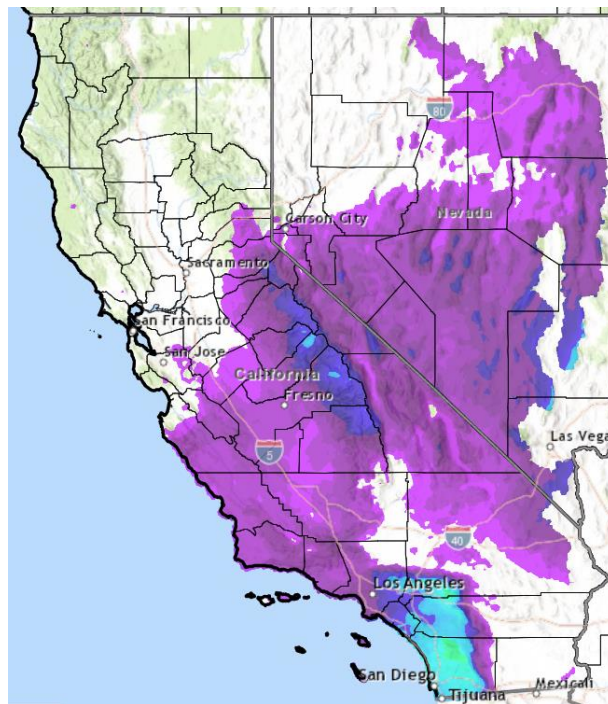 80
Carson City
Nevada
Sacramento
San Francisco
San Jose
California
Fresno
5
Las Vega
40
Los Angeles
San Diego
Tijuana
Mexicali